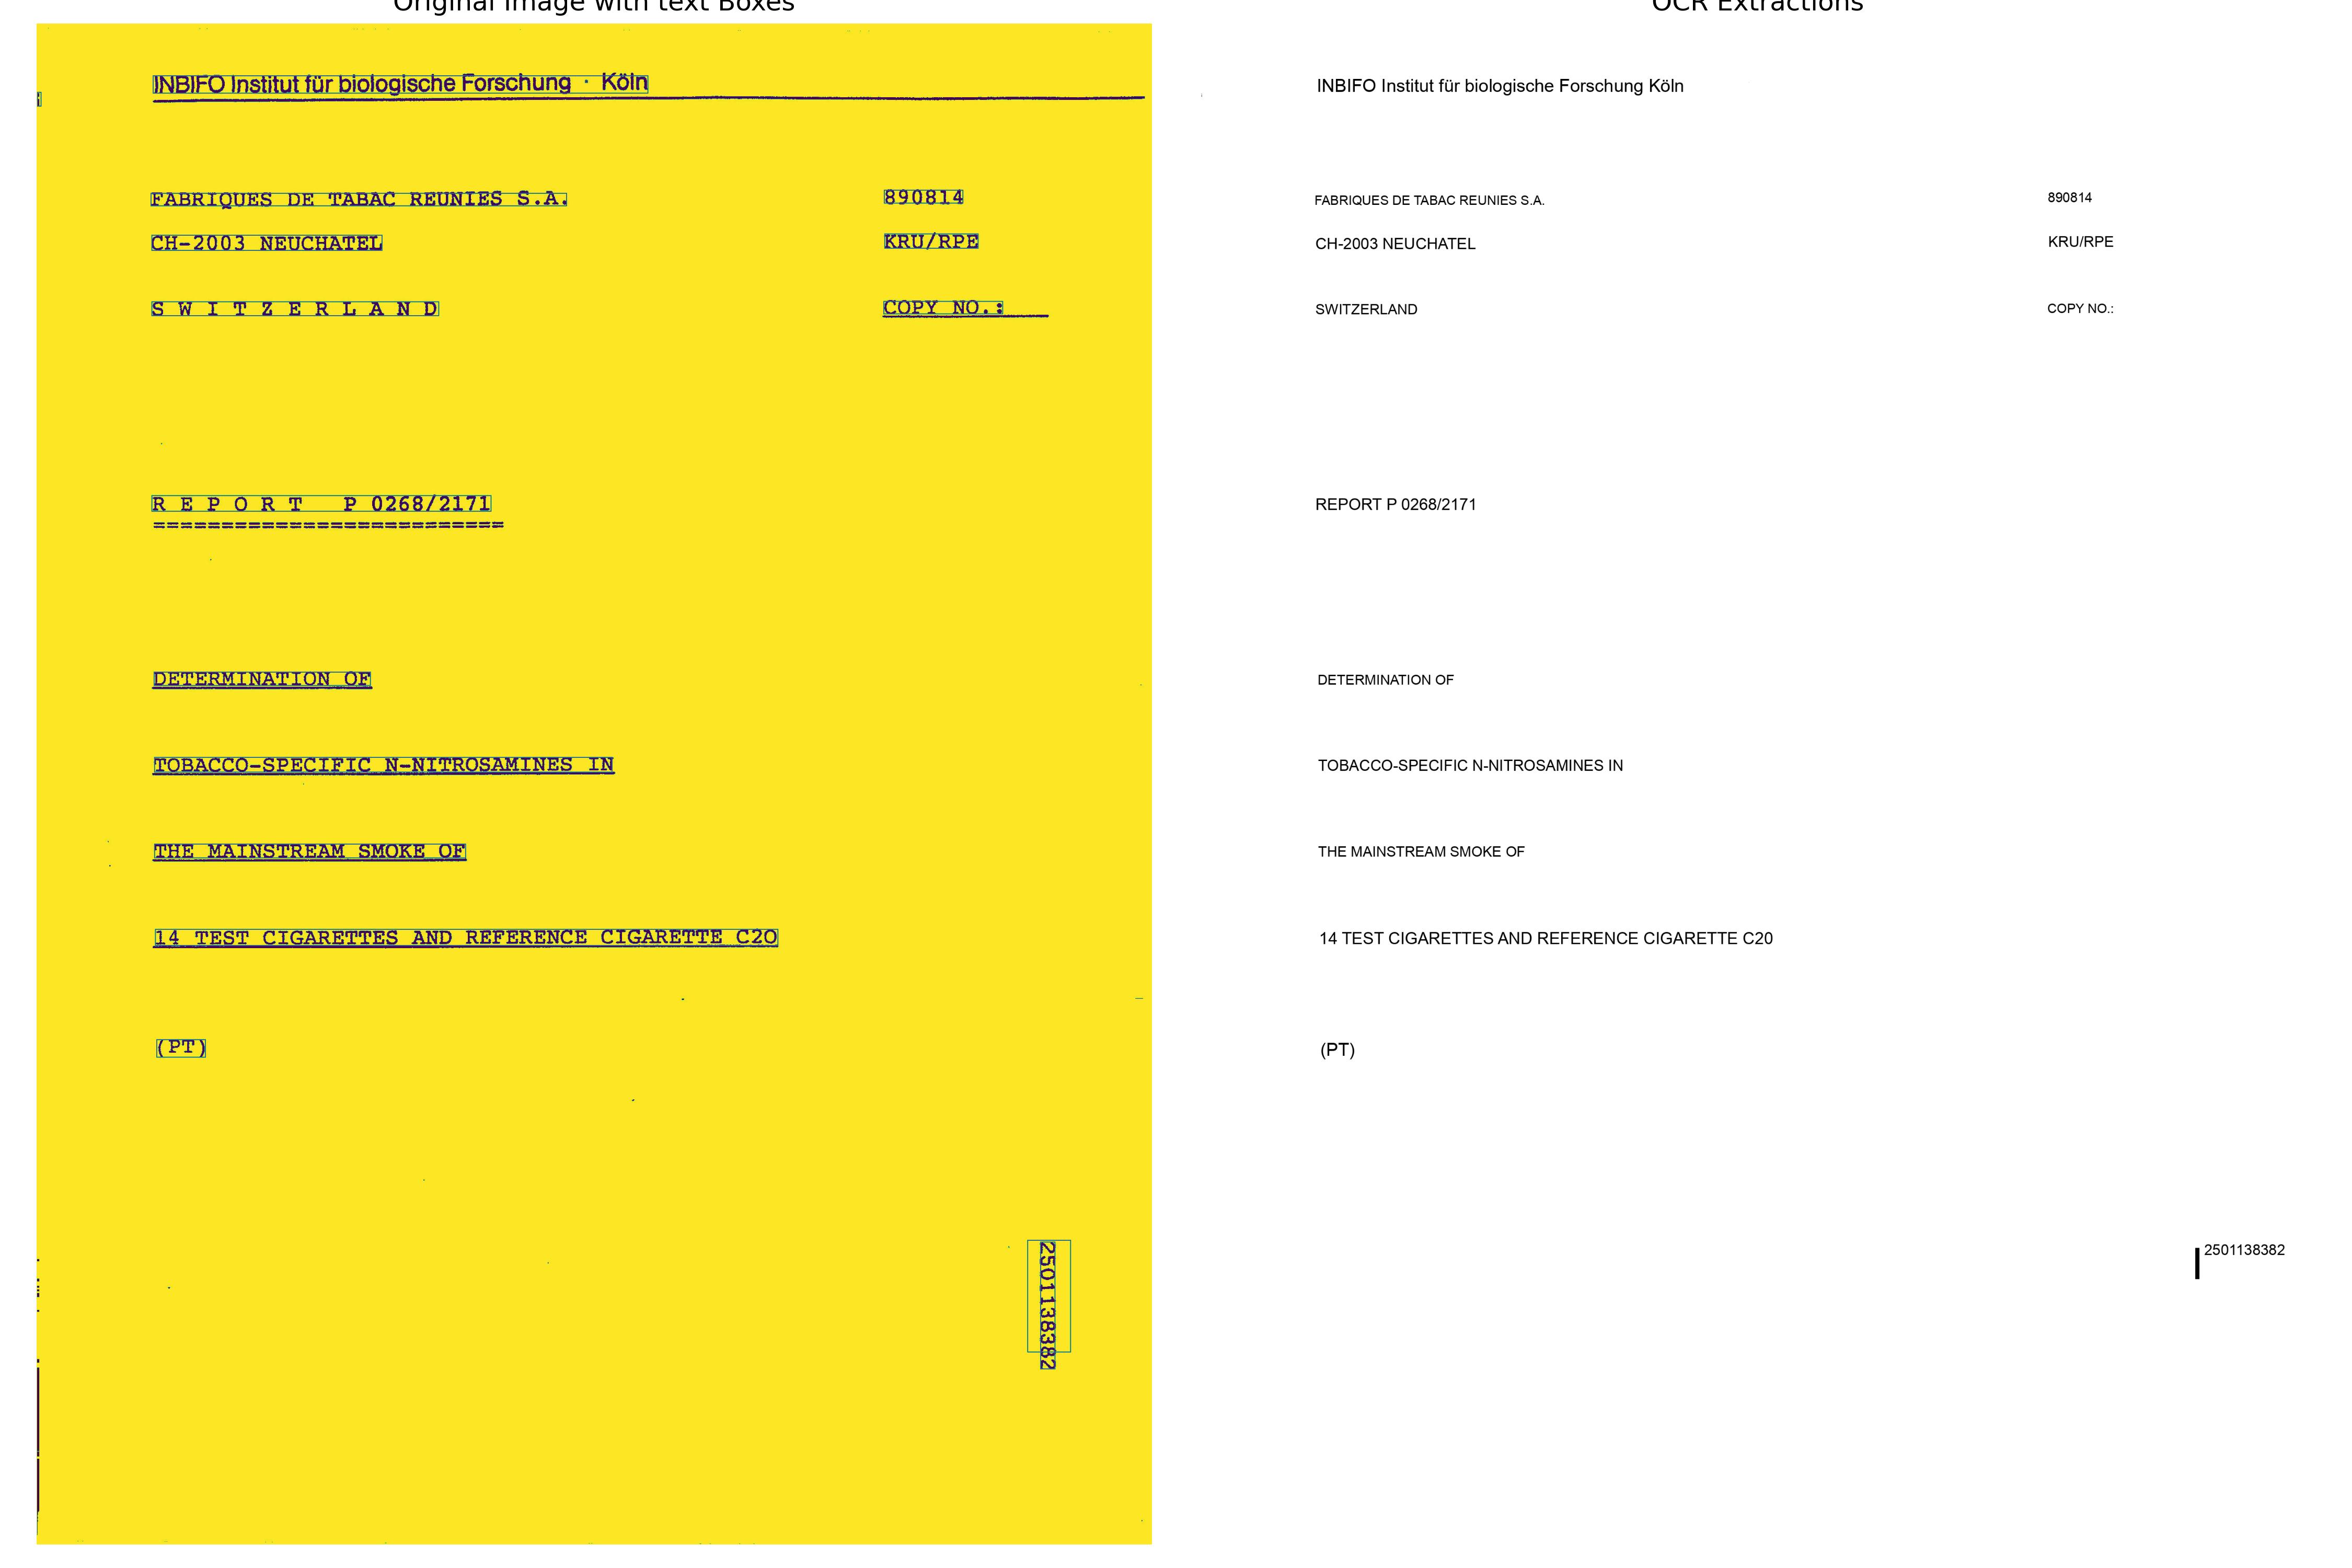 Original Image with text Boxes
OCR Extractions
INBIFO Institut für biologische Forschung · Köln
FABRIQUES DE TABAC REUNIES S.A. 890814
CH-2003 NEUCHATEL KRU/RPE
S W I T Z E R L A N D COPY NO.:
R E P O R T P 0268/2171
==========================
DETERMINATION OF
TOBACCO-SPECIFIC N-NITROSAMINES IN
THE MAINSTREAM SMOKE OF
14 TEST CIGARETTES AND REFERENCE CIGARETTE C2O
(PT)
2501138382
INBIFO Institut für biologische Forschung Köln
FABRIQUES DE TABAC REUNIES S.A. 890814
CH-2003 NEUCHATEL KRU/RPE
SWITZERLAND COPY NO.:
REPORT P 0268/2171
DETERMINATION OF
TOBACCO-SPECIFIC N-NITROSAMINES IN
THE MAINSTREAM SMOKE OF
14 TEST CIGARETTES AND REFERENCE CIGARETTE C20
(PT)
2501138382